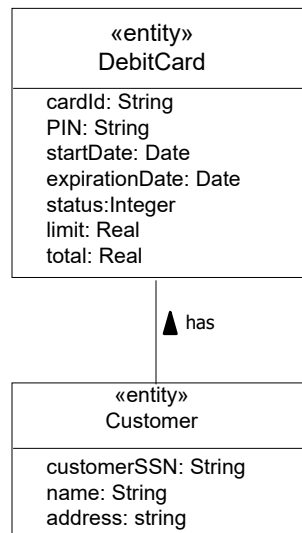 «entity»
DebitCard
cardId: String
PIN: String
startDate: Date
expirationDate: Date
status:Integer
limit: Real
total: Real
has
«entity»
Customer
customerSSN: String
name: String
address: string